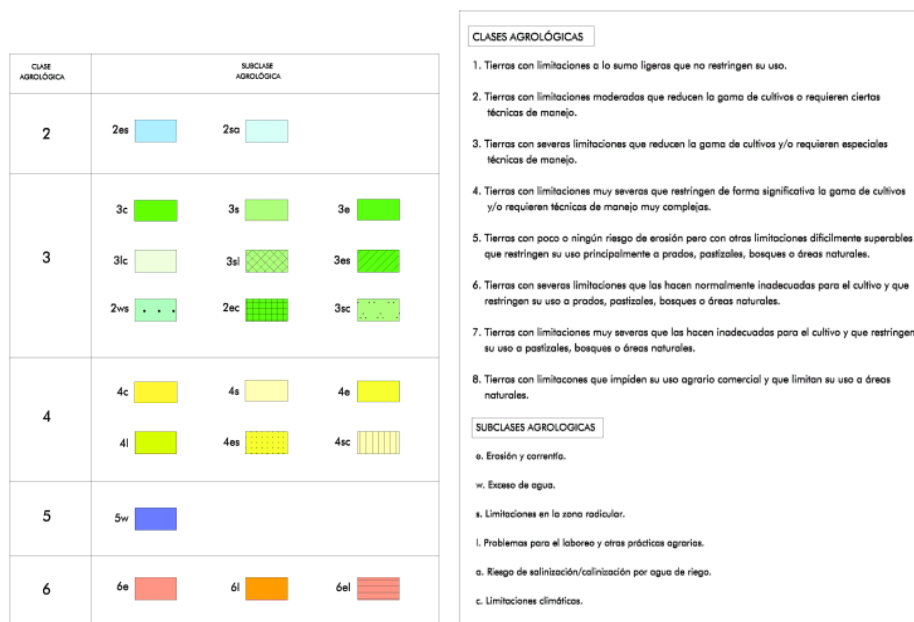 CLASE
AGROLÓGICA
SUBCLASE
AGROLÓGICA
2
2es
2sa
3
3c
3s
3e
3lc
3sl
3es
2ws
2ec
3sc
4
4c
4s
4e
4l
4es
4sc
5
5w
6
6e
6l
6el
CLASES AGROLÓGICAS
1. Tierras con limitaciones a lo sumo ligeras que no restringen su uso.
2. Tierras con limitaciones moderadas que reducen la gama de cultivos o requieren ciertas
técnicas de manejo.
3. Tierras con severas limitaciones que reducen la gama de cultivos y/o requieren especiales
técnicas de manejo.
4. Tierras con limitaciones muy severas que restringen de forma significativa la gama de cultivos
y/o requieren técnicas de manejo muy complejas.
5. Tierras con poco o ningún riesgo de erosión pero con otras limitaciones dificilmente superables
que restringen su uso principalmente a prados, pastizales, bosques o áreas naturales.
6. Tierras con severas limitaciones que las hacen normalmente inadecuadas para el cultivo y que
restringen su uso a prados, pastizales, bosques o áreas naturales.
7. Tierras con limitaciones muy severas que las hacen inadecuadas para el cultivo y que restringen
su uso a pastizales, bosques o áreas naturales.
8. Tierras con limitacones que impiden su uso agrario comercial y que limitan su uso a áreas
naturales.
SUBCLASES AGROLOGICAS
e. Erosión y correntía.
w. Exceso de agua.
s. Limitaciones en la zona radicular.
l. Problemas para el laboreo y otras prácticas agrarias.
a. Riesgo de salinización/calinización por agua de riego.
c. Limitaciones climáticas.